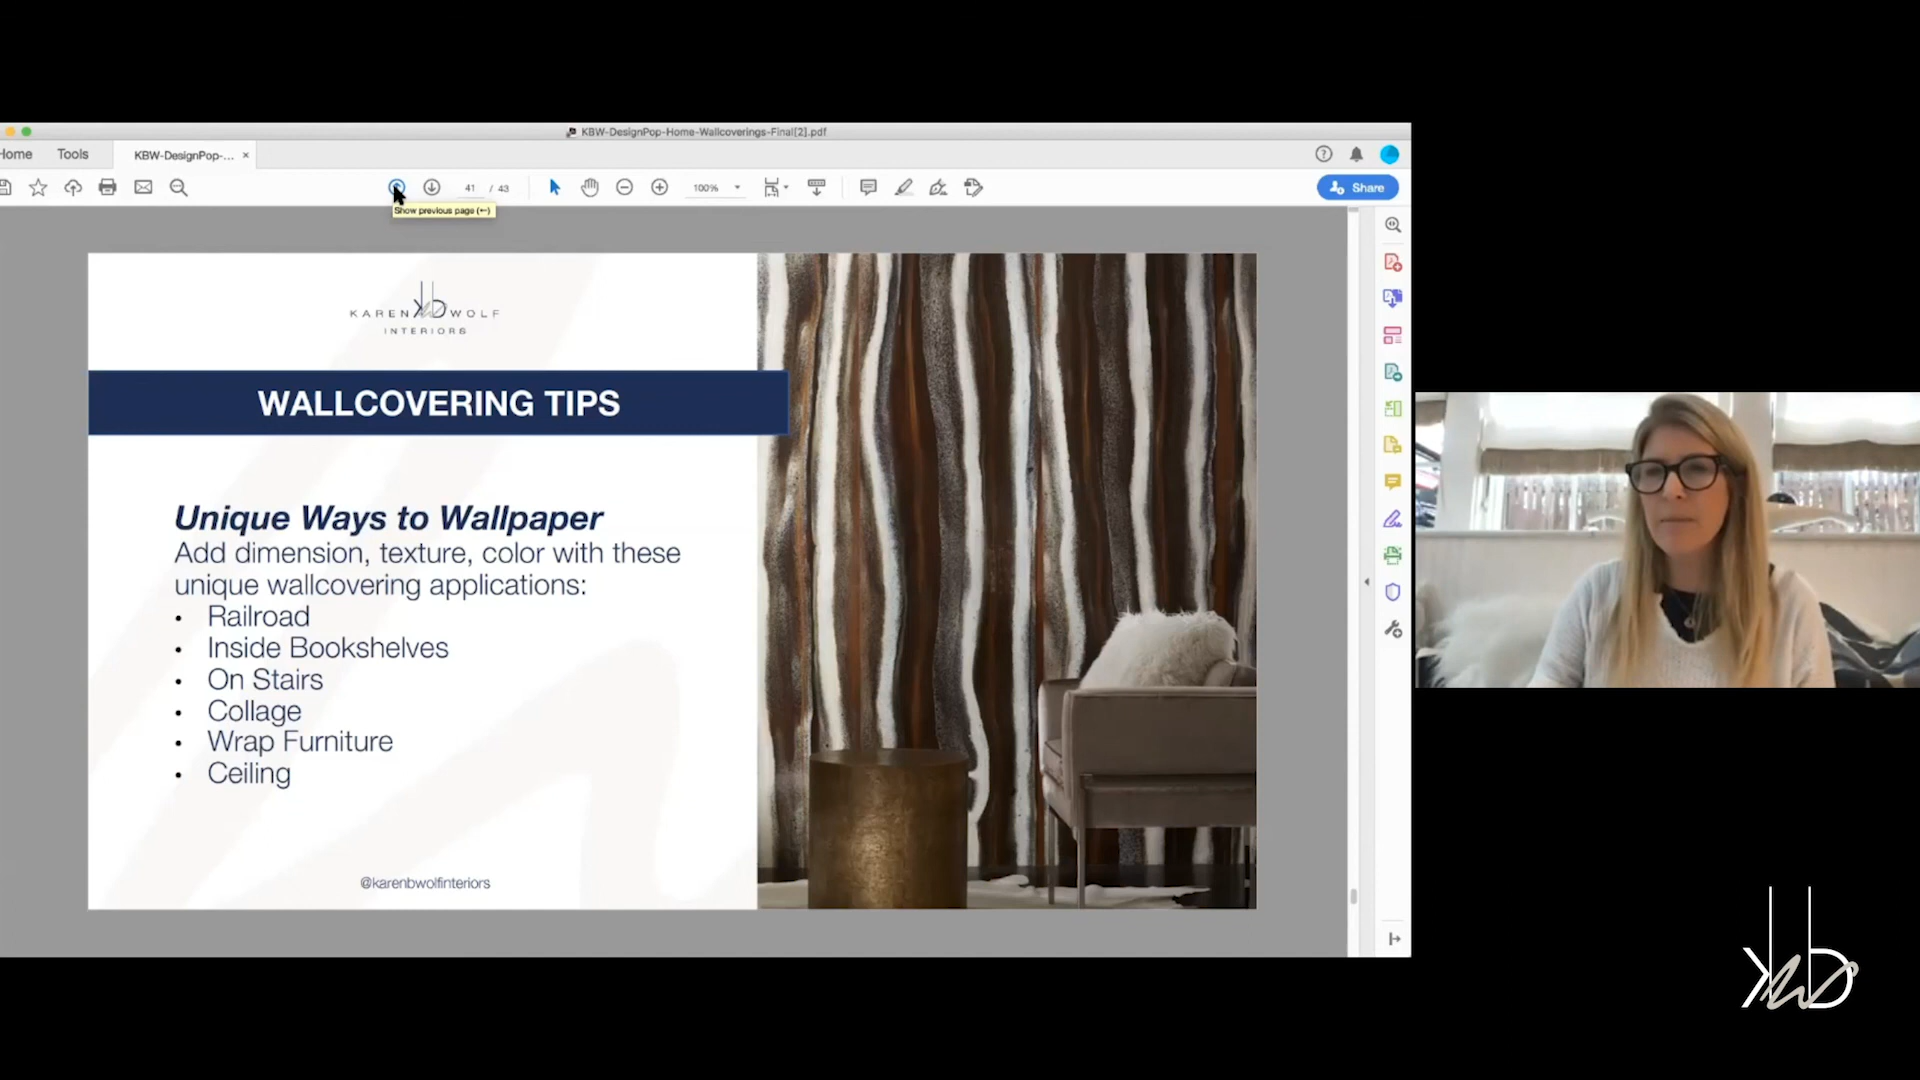 KBW-DesignPop-Home-Wallcoverings-Final[2].pdf
Home Tools KBW-DesignPop-... ×
41 / 43 100% Share
Show previous page (←)
KAREN B WOLF
INTERIORS
WALLCOVERING TIPS
Unique Ways to Wallpaper
Add dimension, texture, color with these
unique wallcovering applications:
• Railroad
• Inside Bookshelves
• On Stairs
• Collage
• Wrap Furniture
• Ceiling
@karenbwolfinteriors